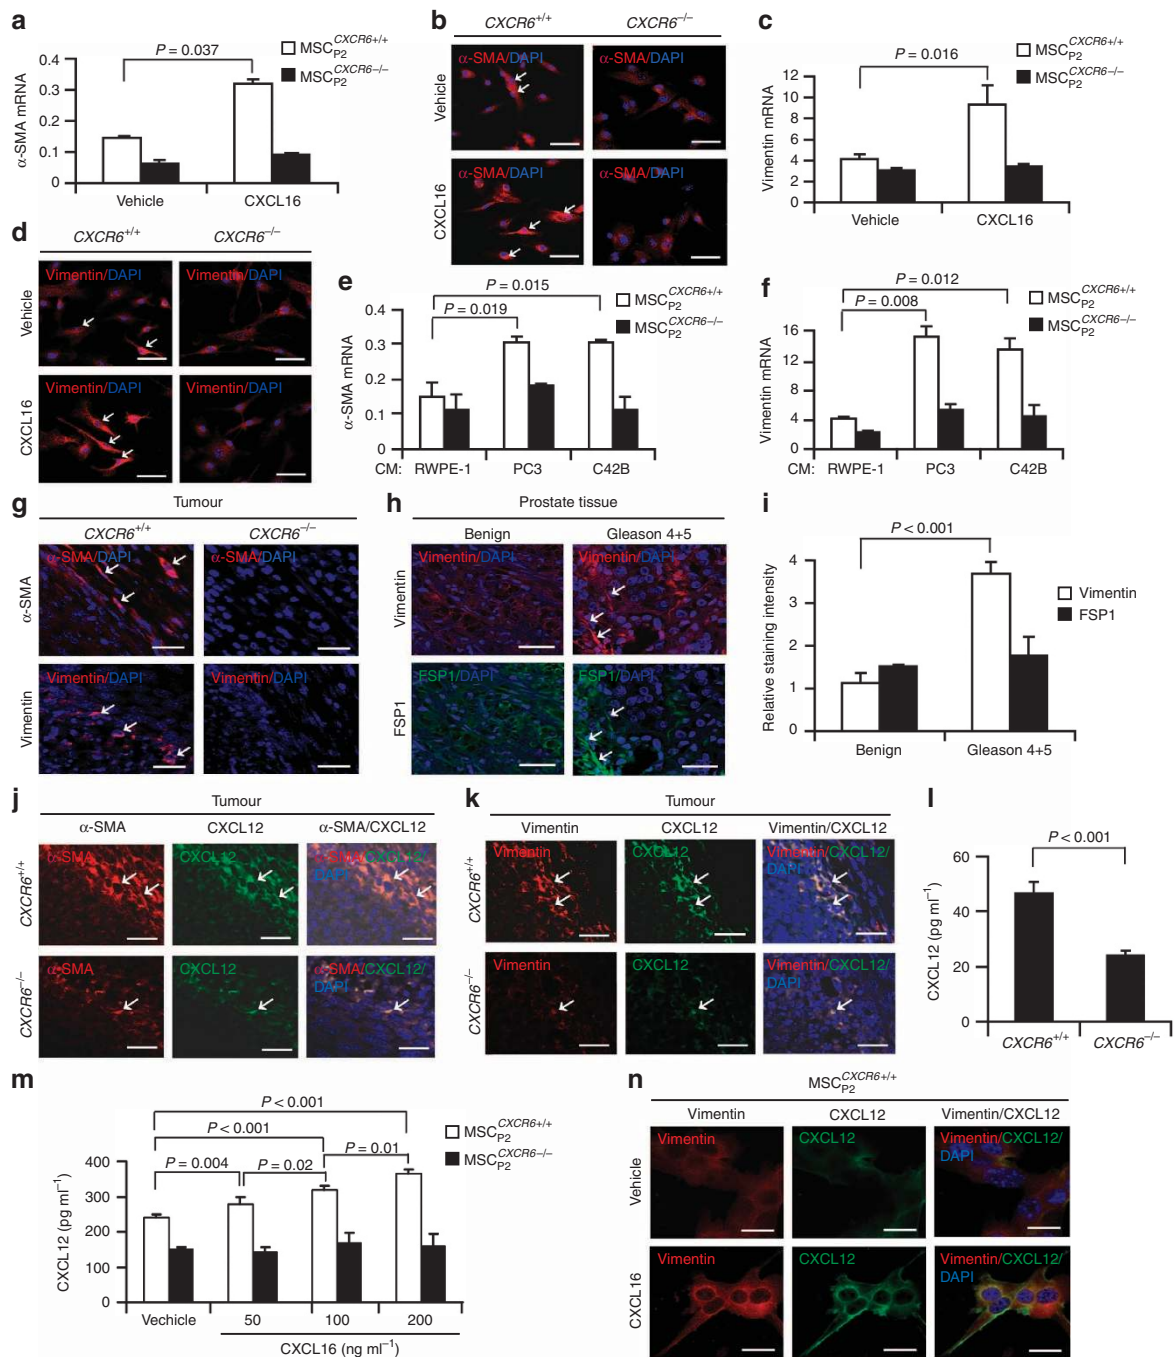 a
P = 0.037
MSC P2 CXCR6+/+
MSC P2 CXCR6−/−
α-SMA mRNA
0.4
0.3
0.2
0.1
0
Vehicle CXCL16
b
CXCR6+/+ CXCR6−/−
Vehicle
α-SMA/DAPI α-SMA/DAPI
CXCL16
α-SMA/DAPI α-SMA/DAPI
c
P = 0.016
MSC P2 CXCR6+/+
MSC P2 CXCR6−/−
Vimentin mRNA
12
10
8
6
4
2
0
Vehicle CXCL16
d
CXCR6+/+ CXCR6−/−
Vehicle
Vimentin/DAPI Vimentin/DAPI
CXCL16
Vimentin/DAPI Vimentin/DAPI
e
P = 0.015
P = 0.019
MSC P2 CXCR6+/+
MSC P2 CXCR6−/−
α-SMA mRNA
0.4
0.3
0.2
0.1
0
CM: RWPE-1 PC3 C42B
f
P = 0.012
P = 0.008
MSC P2 CXCR6+/+
MSC P2 CXCR6−/−
Vimentin mRNA
16
12
8
4
0
CM: RWPE-1 PC3 C42B
g
Tumour
CXCR6+/+ CXCR6−/−
α-SMA
α-SMA/DAPI α-SMA/DAPI
Vimentin
Vimentin/DAPI Vimentin/DAPI
h
Prostate tissue
Benign Gleason 4+5
Vimentin
Vimentin/DAPI Vimentin/DAPI
FSP1
FSP1/DAPI FSP1/DAPI
i
P < 0.001
Vimentin
FSP1
Relative staining intensity
4
3
2
1
0
Benign Gleason 4+5
j
Tumour
α-SMA CXCL12 α-SMA/CXCL12
CXCR6+/+
α-SMA CXCL12 α-SMA/CXCL12/
DAPI
CXCR6−/−
α-SMA CXCL12 α-SMA/CXCL12/
DAPI
k
Tumour
Vimentin CXCL12 Vimentin/CXCL12
CXCR6+/+
Vimentin CXCL12 Vimentin/CXCL12/
DAPI
CXCR6−/−
Vimentin CXCL12 Vimentin/CXCL12/
DAPI
l
P < 0.001
CXCL12 (pg ml−1)
60
40
20
0
CXCR6+/+ CXCR6−/−
m
P < 0.001
P < 0.001
P = 0.01
P = 0.004 P = 0.02
MSC P2 CXCR6+/+
MSC P2 CXCR6−/−
CXCL12 (pg ml−1)
400
300
200
100
0
Vechicle 50 100 200
CXCL16 (ng ml−1)
n
MSC P2 CXCR6+/+
Vimentin CXCL12 Vimentin/CXCL12
Vehicle
Vimentin CXCL12 Vimentin/CXCL12/
DAPI
CXCL16
Vimentin CXCL12 Vimentin/CXCL12/
DAPI